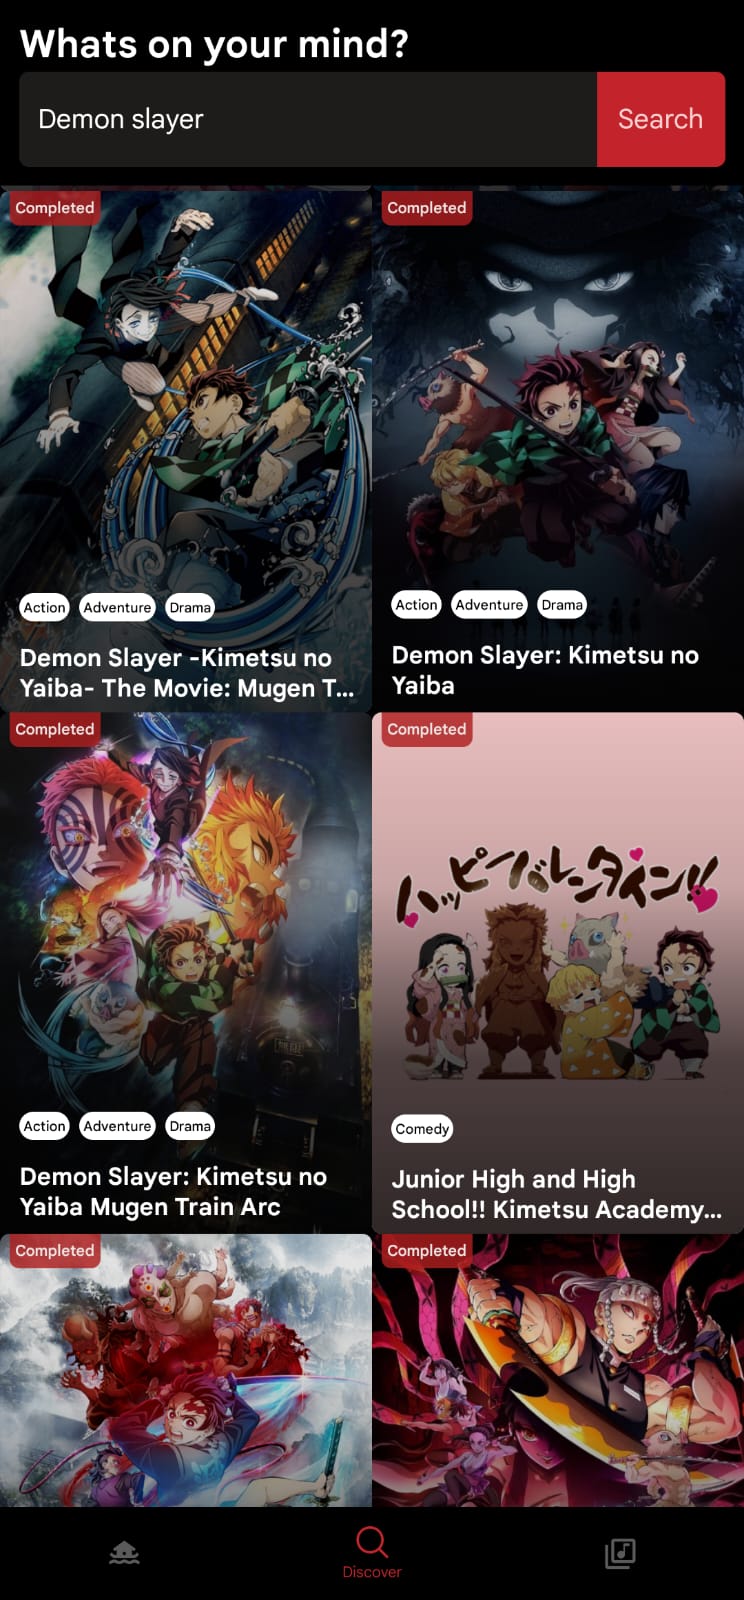 Whats on your mind?
Demon slayer
Search
Completed
Completed
Action
Adventure
Drama
Action
Adventure
Drama
Demon Slayer -Kimetsu no
Yaiba- The Movie: Mugen T...
Demon Slayer: Kimetsu no
Yaiba
Completed
Completed
ハッピーバレンタイン!!
Action
Adventure
Drama
Comedy
Demon Slayer: Kimetsu no
Yaiba Mugen Train Arc
Junior High and High
School!! Kimetsu Academy...
Completed
Completed
Discover